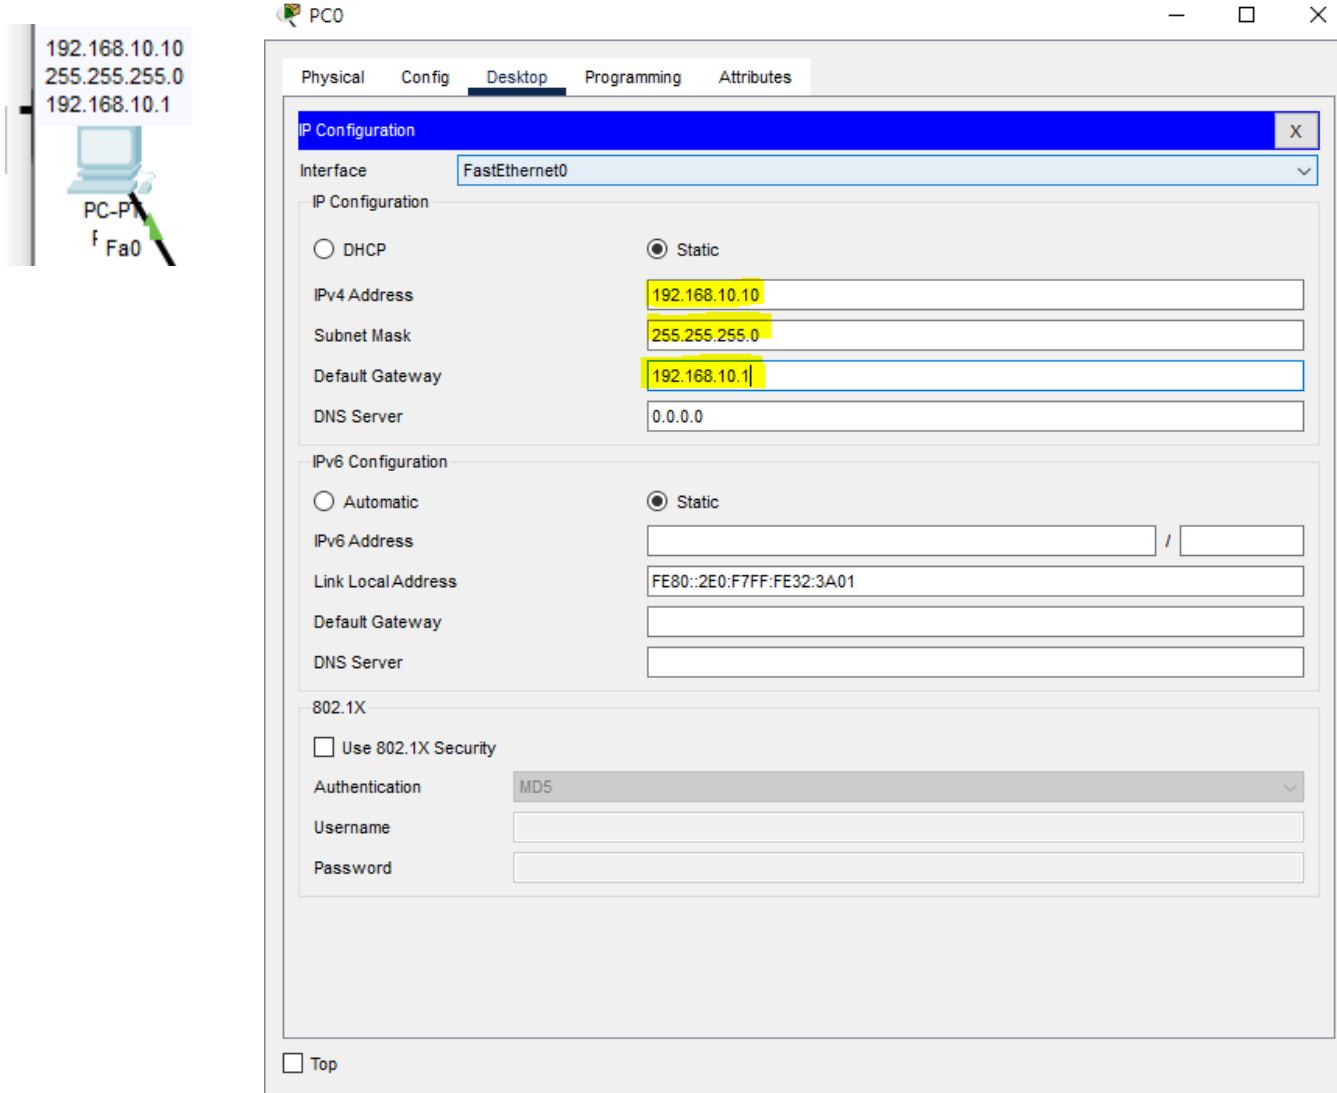 192.168.10.10
255.255.255.0
192.168.10.1
PC-PT
Fa0
PC0
Physical Config Desktop Programming Attributes
IP Configuration X
Interface FastEthernet0
IP Configuration
DHCP Static
IPv4 Address 192.168.10.10
Subnet Mask 255.255.255.0
Default Gateway 192.168.10.1
DNS Server 0.0.0.0
IPv6 Configuration
Automatic Static
IPv6 Address /
Link Local Address FE80::2E0:F7FF:FE32:3A01
Default Gateway
DNS Server
802.1X
Use 802.1X Security
Authentication MD5
Username
Password
Top